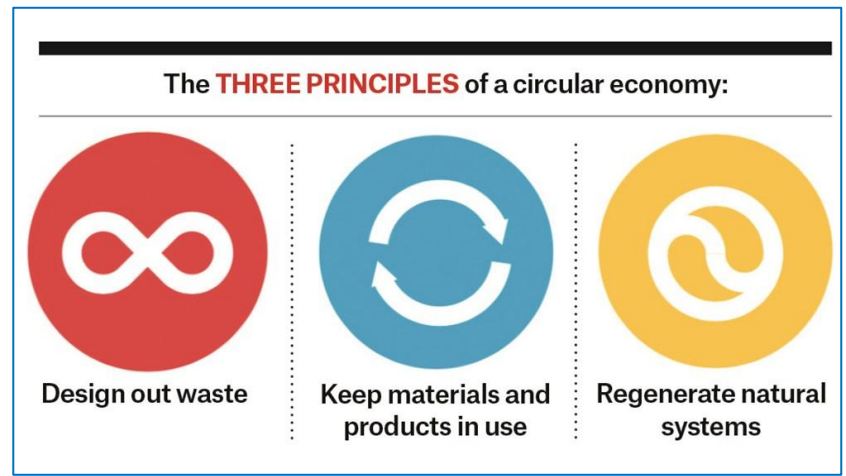 The THREE PRINCIPLES of a circular economy:
Design out waste
Keep materials and
products in use
Regenerate natural
systems